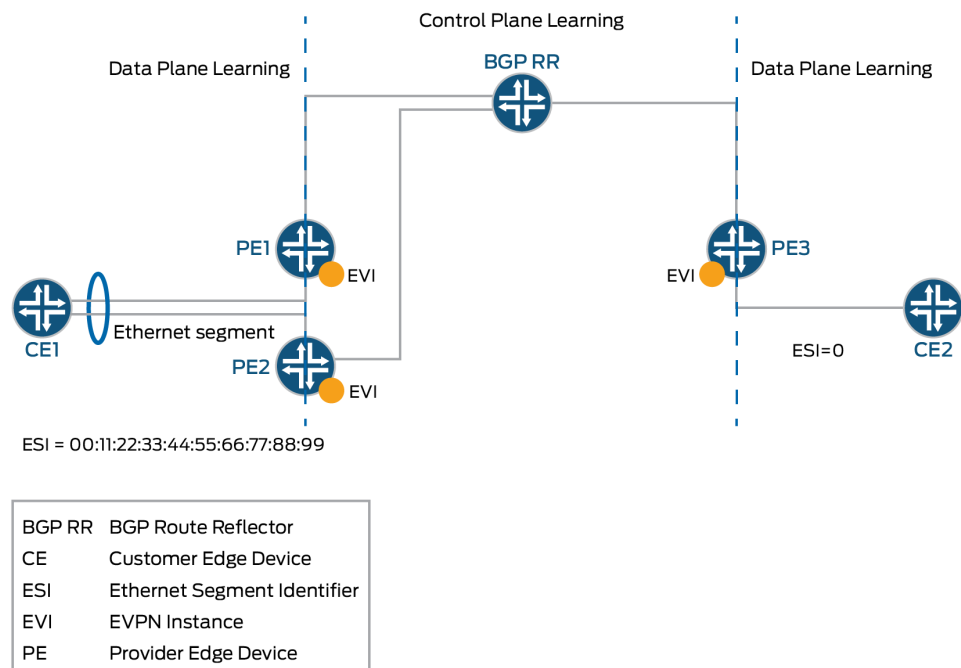 Control Plane Learning
Data Plane Learning
BGP RR
Data Plane Learning
PE1
EVI
PE3
EVI
Ethernet segment
CE1
PE2
EVI
ESI=0
CE2
ESI = 00:11:22:33:44:55:66:77:88:99
BGP RR BGP Route Reflector
CE Customer Edge Device
ESI Ethernet Segment Identifier
EVI EVPN Instance
PE Provider Edge Device